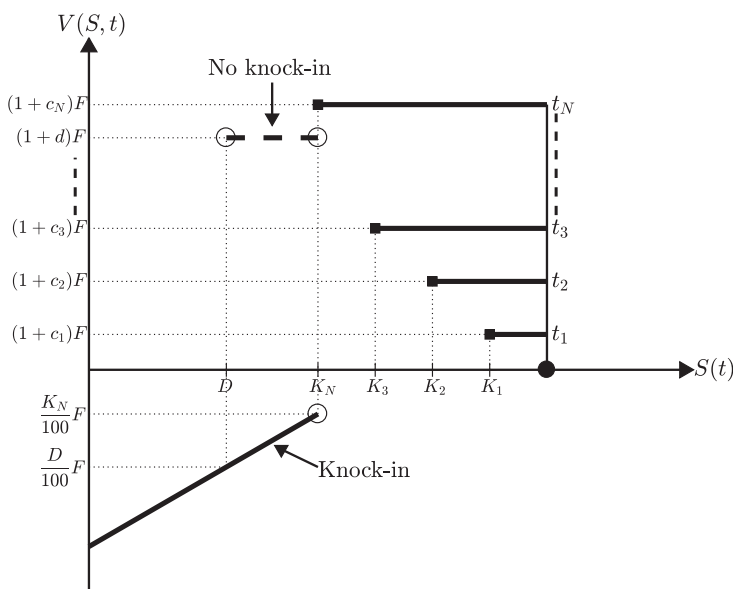 V(S, t)
No knock-in
(1 + c_N)F
t_N
(1 + d)F
(1 + c_3)F
t_3
(1 + c_2)F
t_2
(1 + c_1)F
t_1
S(t)
D
K_N
K_3
K_2
K_1
K_N/100 F
D/100 F
Knock-in